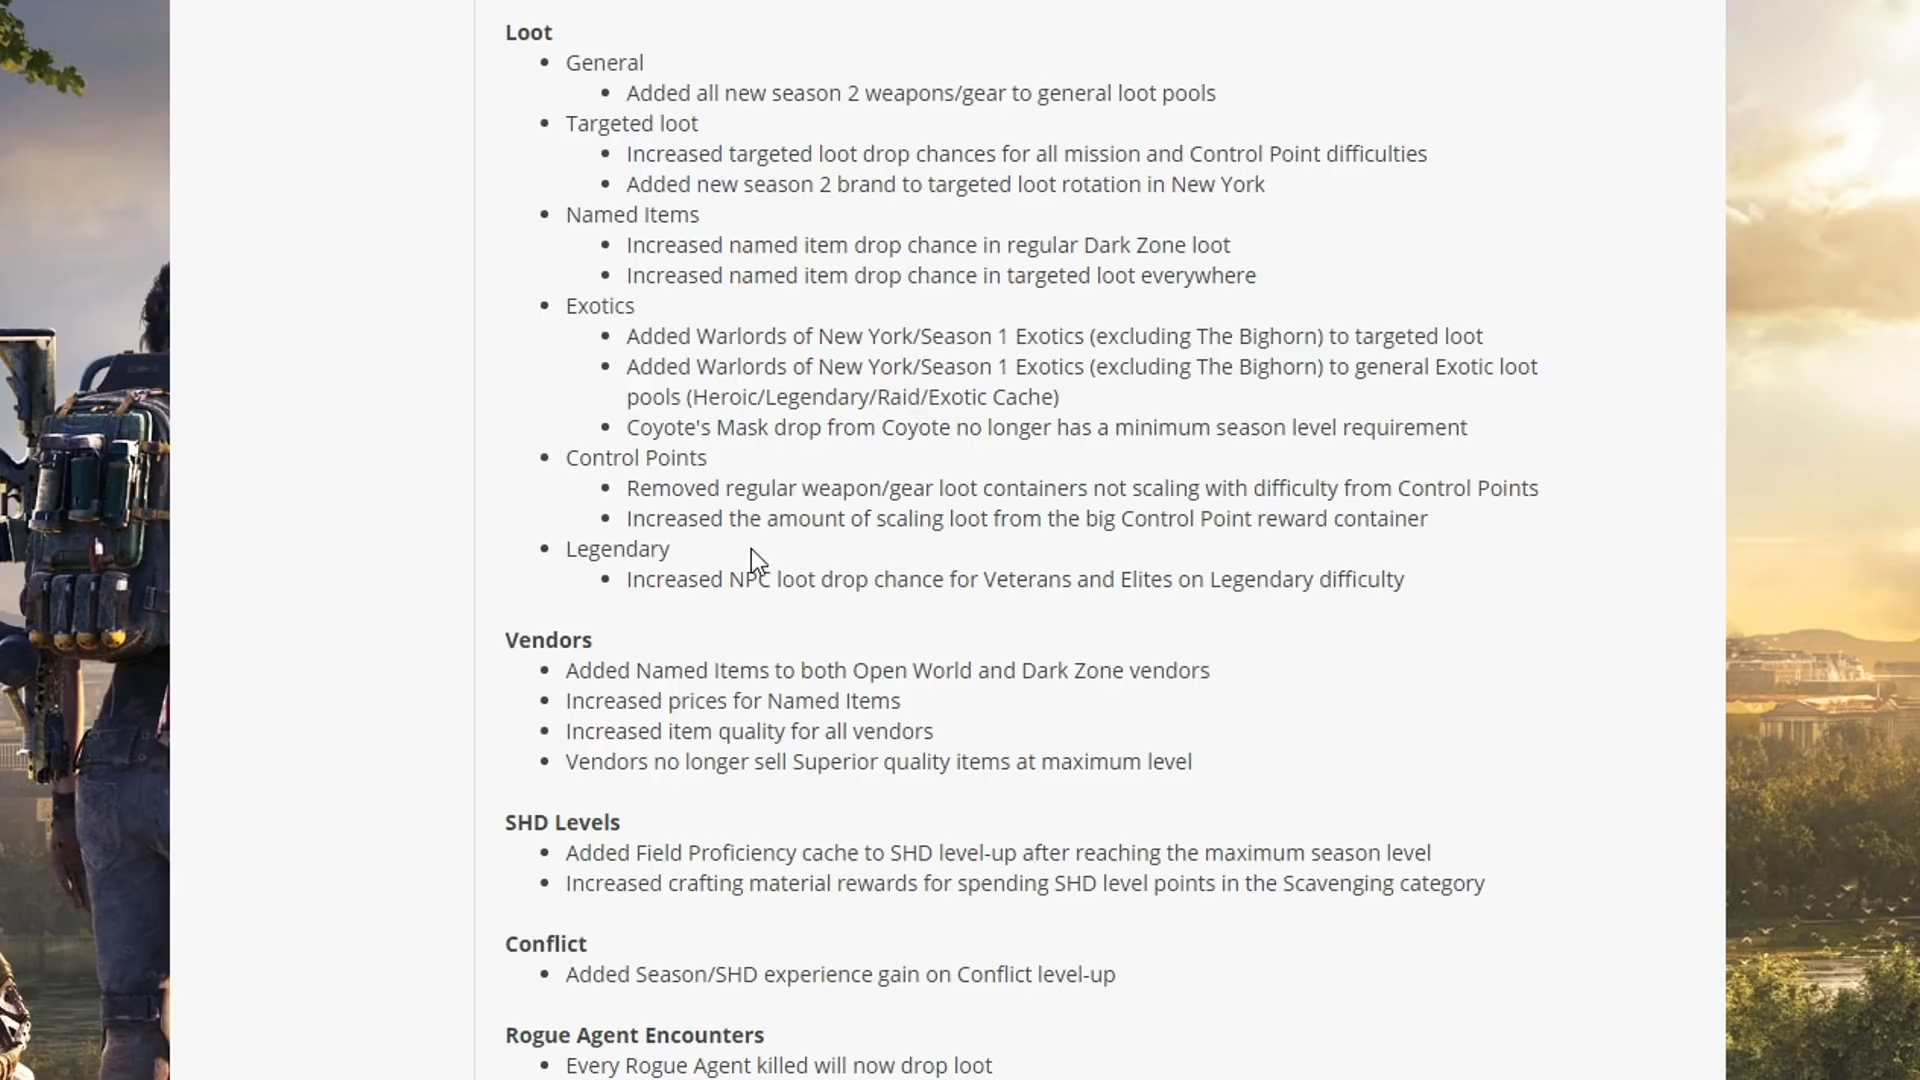 Loot
• General
• Added all new season 2 weapons/gear to general loot pools
• Targeted loot
• Increased targeted loot drop chances for all mission and Control Point difficulties
• Added new season 2 brand to targeted loot rotation in New York
• Named Items
• Increased named item drop chance in regular Dark Zone loot
• Increased named item drop chance in targeted loot everywhere
• Exotics
• Added Warlords of New York/Season 1 Exotics (excluding The Bighorn) to targeted loot
• Added Warlords of New York/Season 1 Exotics (excluding The Bighorn) to general Exotic loot
pools (Heroic/Legendary/Raid/Exotic Cache)
• Coyote's Mask drop from Coyote no longer has a minimum season level requirement
• Control Points
• Removed regular weapon/gear loot containers not scaling with difficulty from Control Points
• Increased the amount of scaling loot from the big Control Point reward container
• Legendary
• Increased NPC loot drop chance for Veterans and Elites on Legendary difficulty
Vendors
• Added Named Items to both Open World and Dark Zone vendors
• Increased prices for Named Items
• Increased item quality for all vendors
• Vendors no longer sell Superior quality items at maximum level
SHD Levels
• Added Field Proficiency cache to SHD level-up after reaching the maximum season level
• Increased crafting material rewards for spending SHD level points in the Scavenging category
Conflict
• Added Season/SHD experience gain on Conflict level-up
Rogue Agent Encounters
• Every Rogue Agent killed will now drop loot